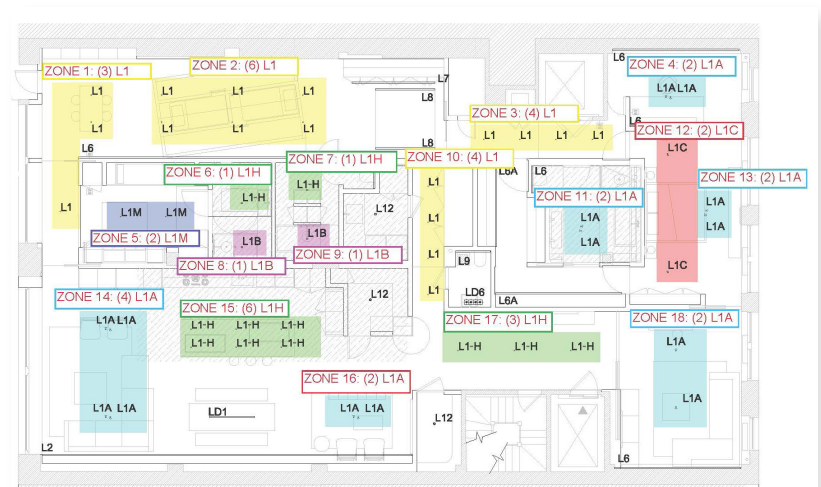 ZONE 1: (3) L1
ZONE 2: (6) L1
L6
ZONE 4: (2) L1A
L7
L1
L1
L1
L1
L8
L1A L1A
L1
L1
L1
L1
ZONE 3: (4) L1
L1
L1
L1
L1
L6
ZONE 12: (2) L1C
L8
L6
ZONE 7: (1) L1H
ZONE 10: (4) L1
L1C
ZONE 6: (1) L1H
L6A
L6
ZONE 13: (2) L1A
L1-H
L1-H
L1
ZONE 11: (2) L1A
L1
L1M
L1M
L12
L1
L1A
L1A
ZONE 5: (2) L1M
L1B
L1B
L1A
L1A
ZONE 9: (1) L1B
L1
ZONE 8: (1) L1B
L9
L1C
ZONE 14: (4) L1A
ZONE 15: (6) L1H
L12
L1
LD6
L6A
L1A L1A
L1-H
L1-H
L1-H
ZONE 17: (3) L1H
ZONE 18: (2) L1A
L1-H
L1-H
L1-H
L1-H
L1-H
L1-H
L1A
ZONE 16: (2) L1A
L1A
L1A L1A
LD1
L1A
L1A
L12
L2
L6